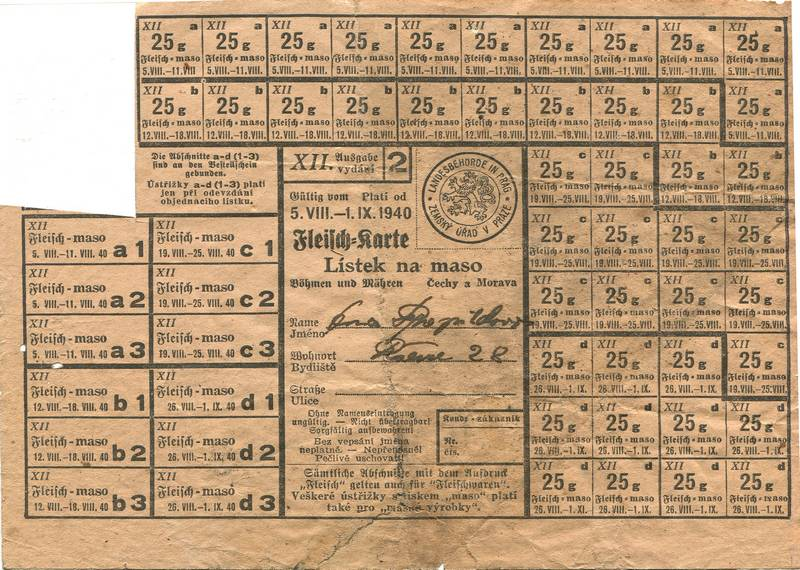 XII a XII a XII a XII a XII a XII a XII a XII a XII a XII a
25 g 25 g 25 g 25 g 25 g 25 g 25 g 25 g 25 g 25 g
Fleisch-maso Fleisch-maso Fleisch-maso Fleisch-maso Fleisch-maso Fleisch-maso Fleisch-maso Fleisch-maso Fleisch-maso Fleisch-maso
5.VIII.–11.VIII. 5.VIII.–11.VIII. 5.VIII.–11.VIII. 5.VIII.–11.VIII. 5.VIII.–11.VIII. 5.VIII.–11.VIII. 5.VIII.–11.VIII. 5.VIII.–11.VIII. 5.VIII.–11.VIII. 5.VIII.–11.VIII.
XII b XII b XII b XII b XII b XII b XII b XII b XII b XII a
25 g 25 g 25 g 25 g 25 g 25 g 25 g 25 g 25 g 25 g
Fleisch-maso Fleisch-maso Fleisch-maso Fleisch-maso Fleisch-maso Fleisch-maso Fleisch-maso Fleisch-maso Fleisch-maso Fleisch-maso
12.VIII.–18.VIII. 12.VIII.–18.VIII. 12.VIII.–18.VIII. 12.VIII.–18.VIII. 12.VIII.–18.VIII. 12.VIII.–18.VIII. 12.VIII.–18.VIII. 12.VIII.–18.VIII. 12.VIII.–18.VIII. 5.VIII.–11.VIII.
Die Abschnitte a-d (1-3)
sind an den Bestellschein
gebunden.
Ústřižky a-d (1-3) platí
jen při odevzdání
objednacího lístku.
XII
Fleisch-maso a 1
5. VIII.–11. VIII. 40
XII
Fleisch-maso c 1
19. VIII.–25. VIII. 40
XII
Fleisch-maso a 2
5. VIII.–11. VIII. 40
XII
Fleisch-maso c 2
19. VIII.–25. VIII. 40
XII
Fleisch-maso a 3
5. VIII.–11. VIII. 40
XII
Fleisch-maso c 3
19. VIII.–25. VIII. 40
XII
Fleisch-maso b 1
12. VIII.–18. VIII. 40
XII
Fleisch-maso d 1
26. VIII.–1. IX. 40
XII
Fleisch-maso b 2
12. VIII.–18. VIII. 40
XII
Fleisch-maso d 2
26. VIII.–1. IX. 40
XII
Fleisch-maso b 3
12. VIII.–18. VIII. 40
XII
Fleisch-maso d 3
26. VIII.–1. IX. 40
XII. Ausgabe vydání 2
LANDESBEHÖRDE IN PRAG
ZEMSKÝ ÚŘAD V PRAZE
Gültig vom Platí od
5. VIII.–1. IX. 1940
Fleisch-Karte
Lístek na maso
Böhmen und Mähren Čechy a Morava
Name
Jméno
Wohnort 28
Bydliště
Straße
Ulice
Ohne Namenseintragung
ungültig. — Nicht übertragbar!
Sorgfältig aufbewahren!
Bez vepsání jména
neplatné. — Nepřenosné!
Pečlivě uschovati!
Kunde - zákazník
Nr.
čís.
Sämtliche Abschnitte mit dem Aufdruck
„Fleisch" gelten auch für "Fleischwaren".
Veškeré ústřižky s tiskem „maso" platí
také pro „masné výrobky".
XII c XII c XII b XII b
25 g 25 g 25 g 25 g
Fleisch-maso Fleisch-maso Fleisch-maso Fleisch-maso
19.VIII.–25.VIII. 19.VIII.–25.VIII. 12.VIII.–18.VIII. 12.VIII.–18.VIII.
XII c XII c XII c XII c
25 g 25 g 25 g 25 g
Fleisch-maso Fleisch-maso Fleisch-maso Fleisch-maso
19.VIII.–25.VIII. 19.VIII.–25.VIII. 19.VIII.–25.VIII. 19.VIII.–25.VIII.
XII c XII c XII c XII c
25 g 25 g 25 g 25 g
Fleisch-maso Fleisch-maso Fleisch-maso Fleisch-maso
19.VIII.–25.VIII. 19.VIII.–25.VIII. 19.VIII.–25.VIII. 19.VIII.–25.VIII.
XII d XII d XII d XII c
25 g 25 g 25 g 25 g
Fleisch-maso Fleisch-maso Fleisch-maso Fleisch-maso
26.VIII.–1.IX. 26.VIII.–1.IX. 26.VIII.–1.IX. 19.VIII.–25.VIII.
XII d XII d XII d XII d
25 g 25 g 25 g 25 g
Fleisch-maso Fleisch-maso Fleisch-maso Fleisch-maso
26.VIII.–1.IX. 26.VIII.–1.IX. 26.VIII.–1.IX. 26.VIII.–1.IX.
XII d XII d XII d XII d
25 g 25 g 25 g 25 g
Fleisch-maso Fleisch-maso Fleisch-maso Fleisch-maso
26.VIII.–1.IX. 26.VIII.–1.IX. 26.VIII.–1.IX. 26.VIII.–1.IX.